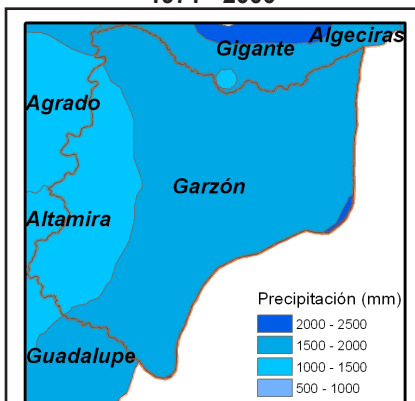 Algeciras
Gigante
Agrado
Garzón
Altamira
Guadalupe
Precipitación (mm)
2000 - 2500
1500 - 2000
1000 - 1500
500 - 1000